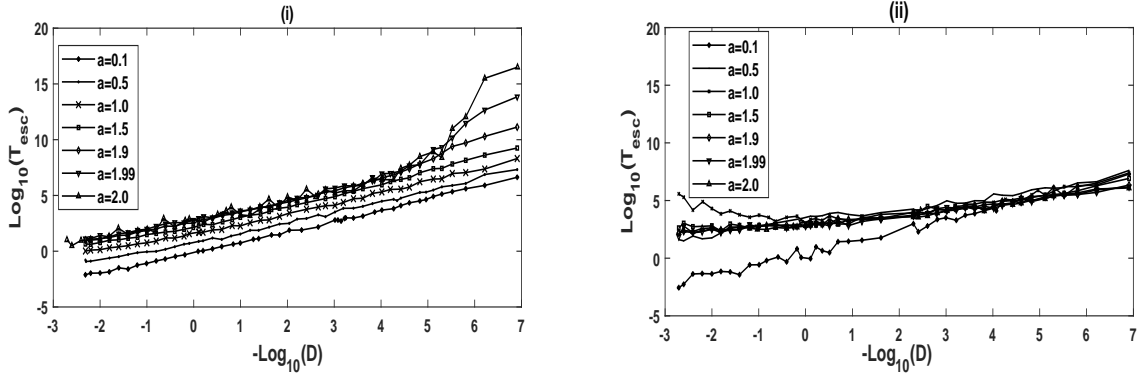 (i)
20
15
10
5
0
-5
Log10(Tesc)
a=0.1
a=0.5
a=1.0
a=1.5
a=1.9
a=1.99
a=2.0
-3 -2 -1 0 1 2 3 4 5 6 7
-Log10(D)
(ii)
20
15
10
5
0
-5
Log10(Tesc)
a=0.1
a=0.5
a=1.0
a=1.5
a=1.9
a=1.99
a=2.0
-3 -2 -1 0 1 2 3 4 5 6 7
-Log10(D)